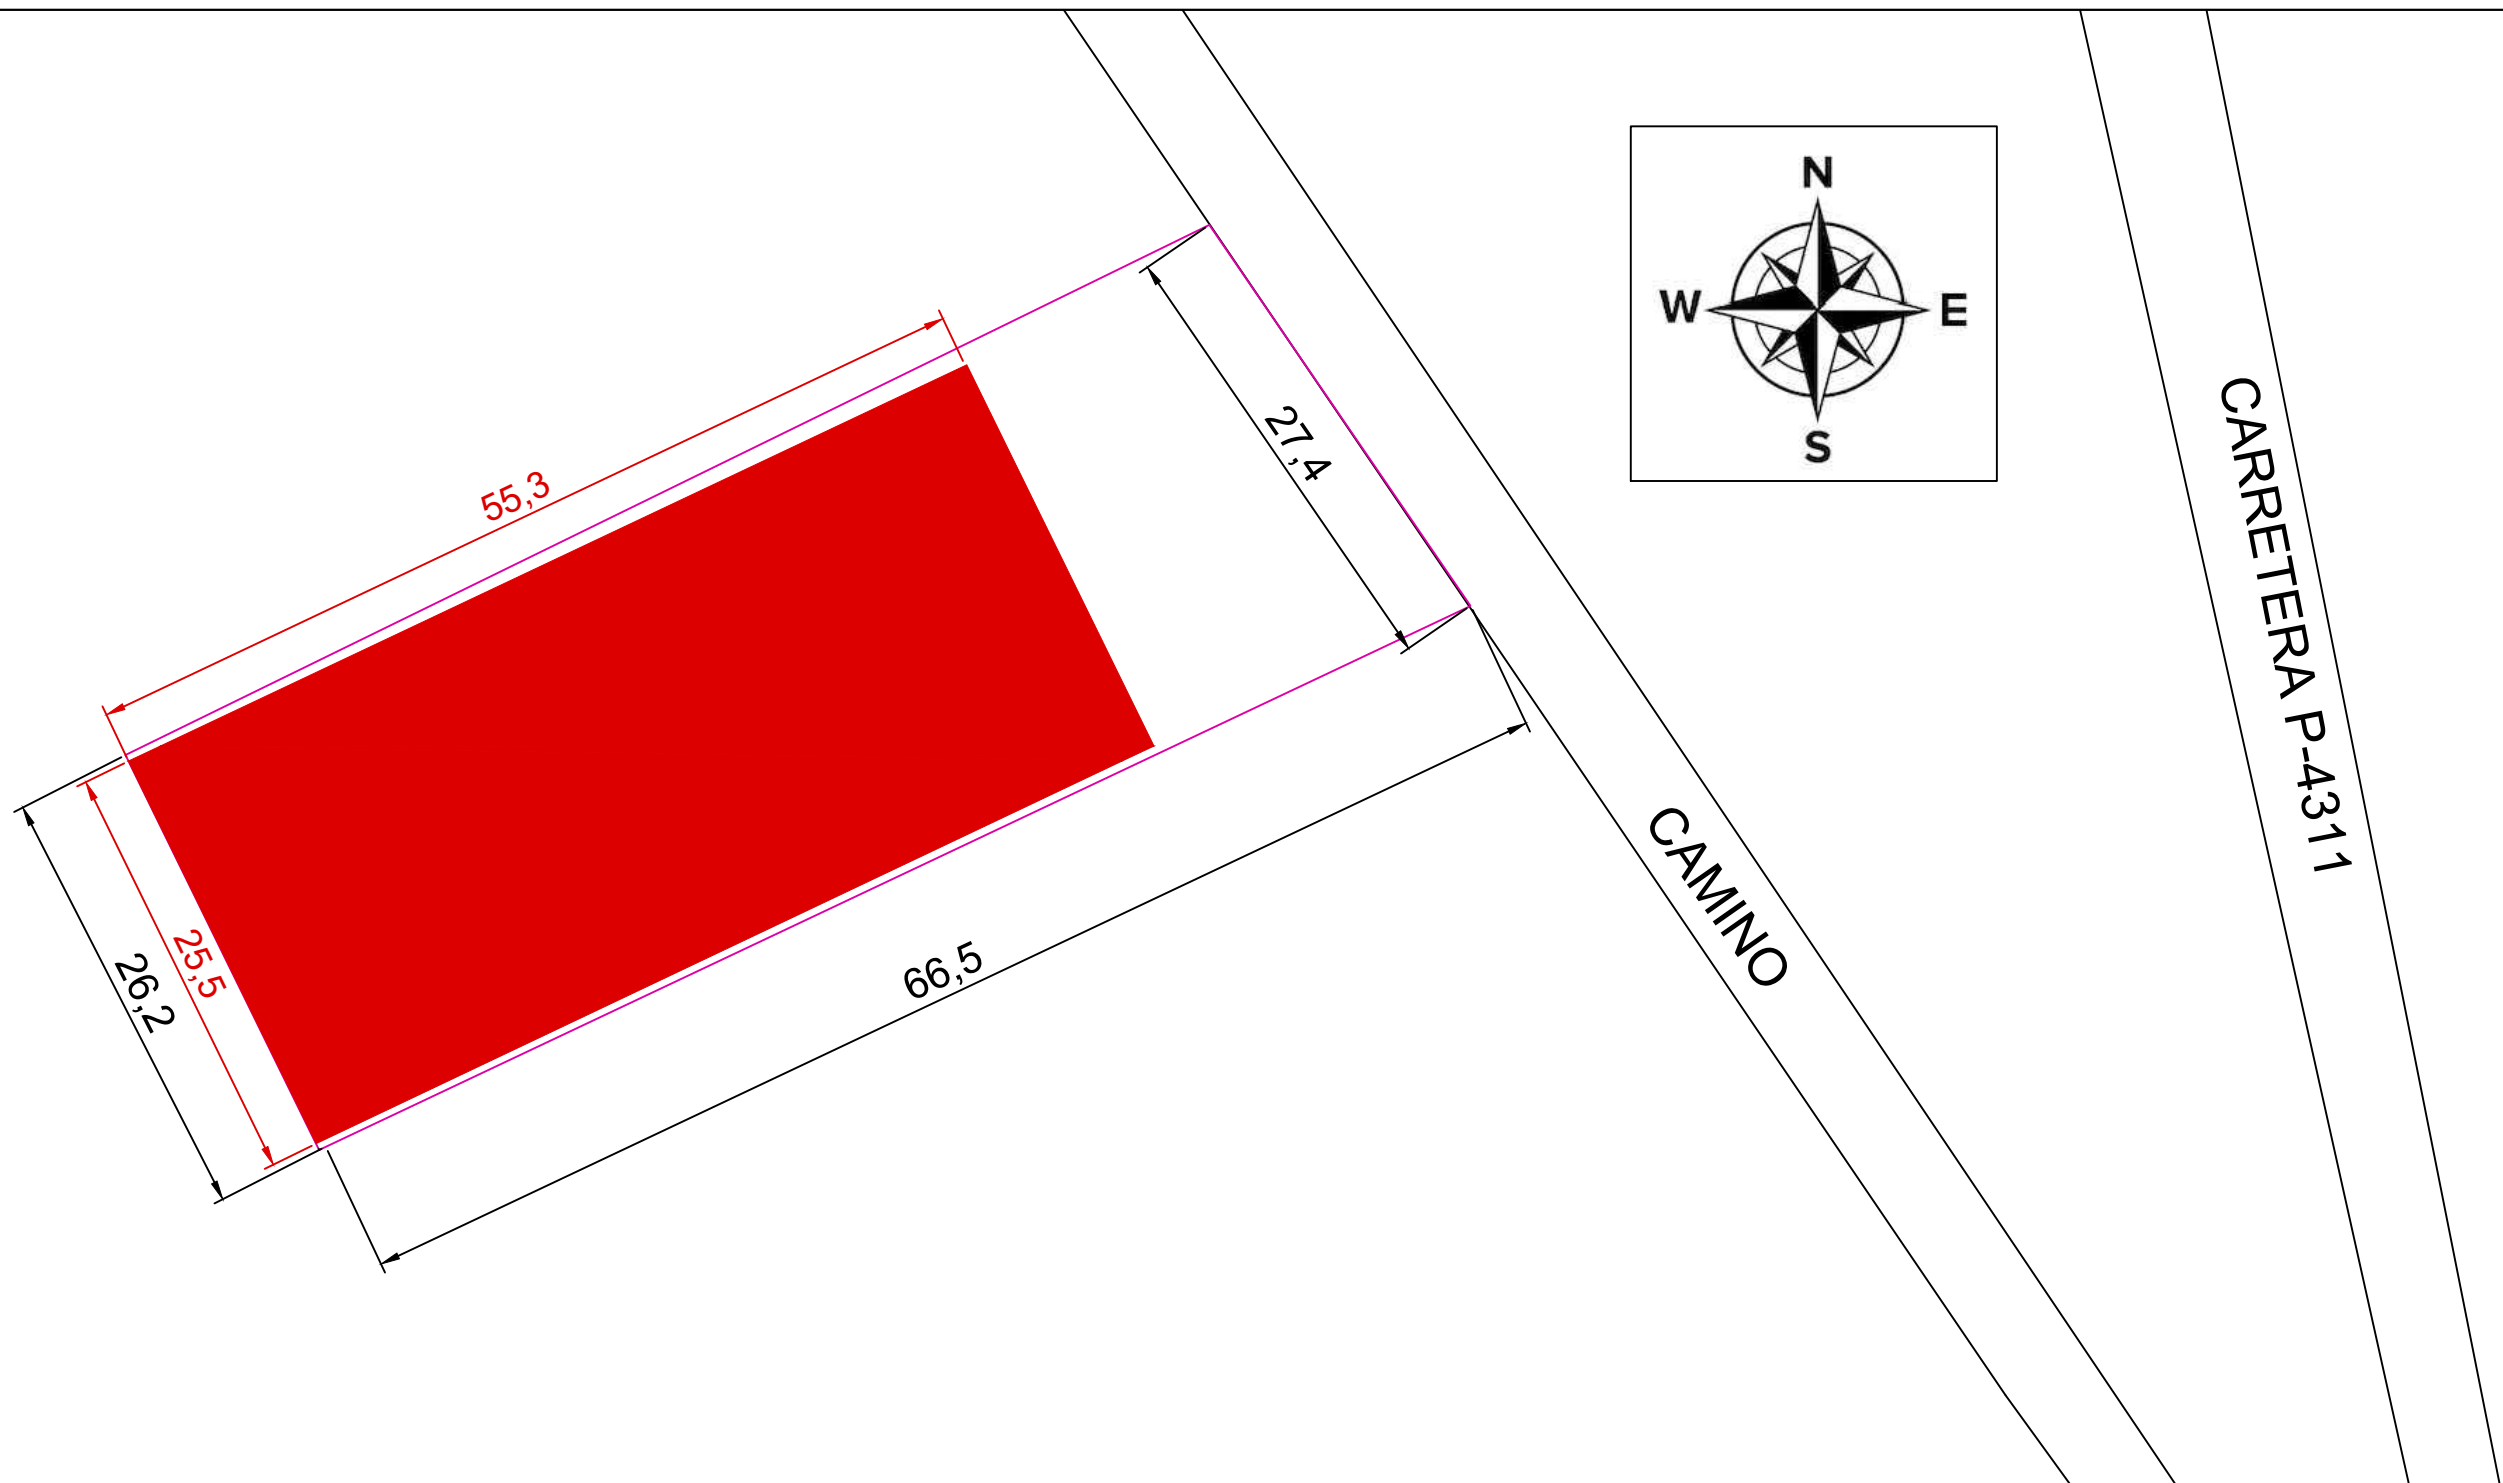 N
W
E
S
55,3
27,4
25,5
26,2
66,5
CAMINO
CARRETERA P-4311